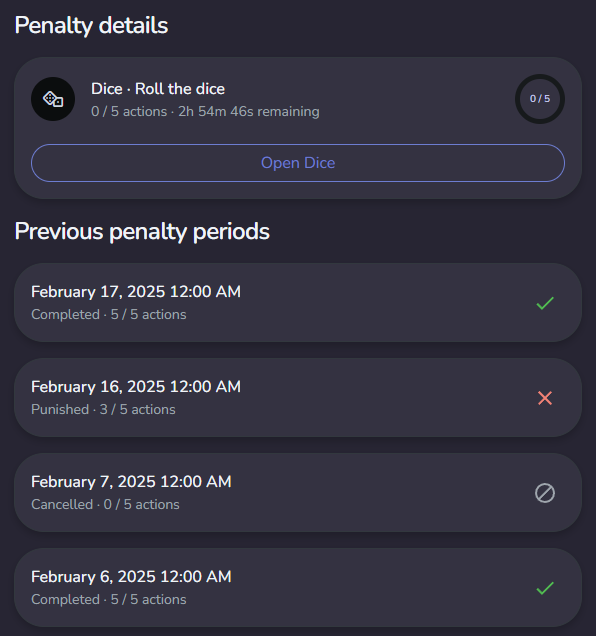 Penalty details
Dice · Roll the dice
0 / 5 actions · 2h 54m 46s remaining
0 / 5
Open Dice
Previous penalty periods
February 17, 2025 12:00 AM
Completed · 5 / 5 actions
February 16, 2025 12:00 AM
Punished · 3 / 5 actions
February 7, 2025 12:00 AM
Cancelled · 0 / 5 actions
February 6, 2025 12:00 AM
Completed · 5 / 5 actions